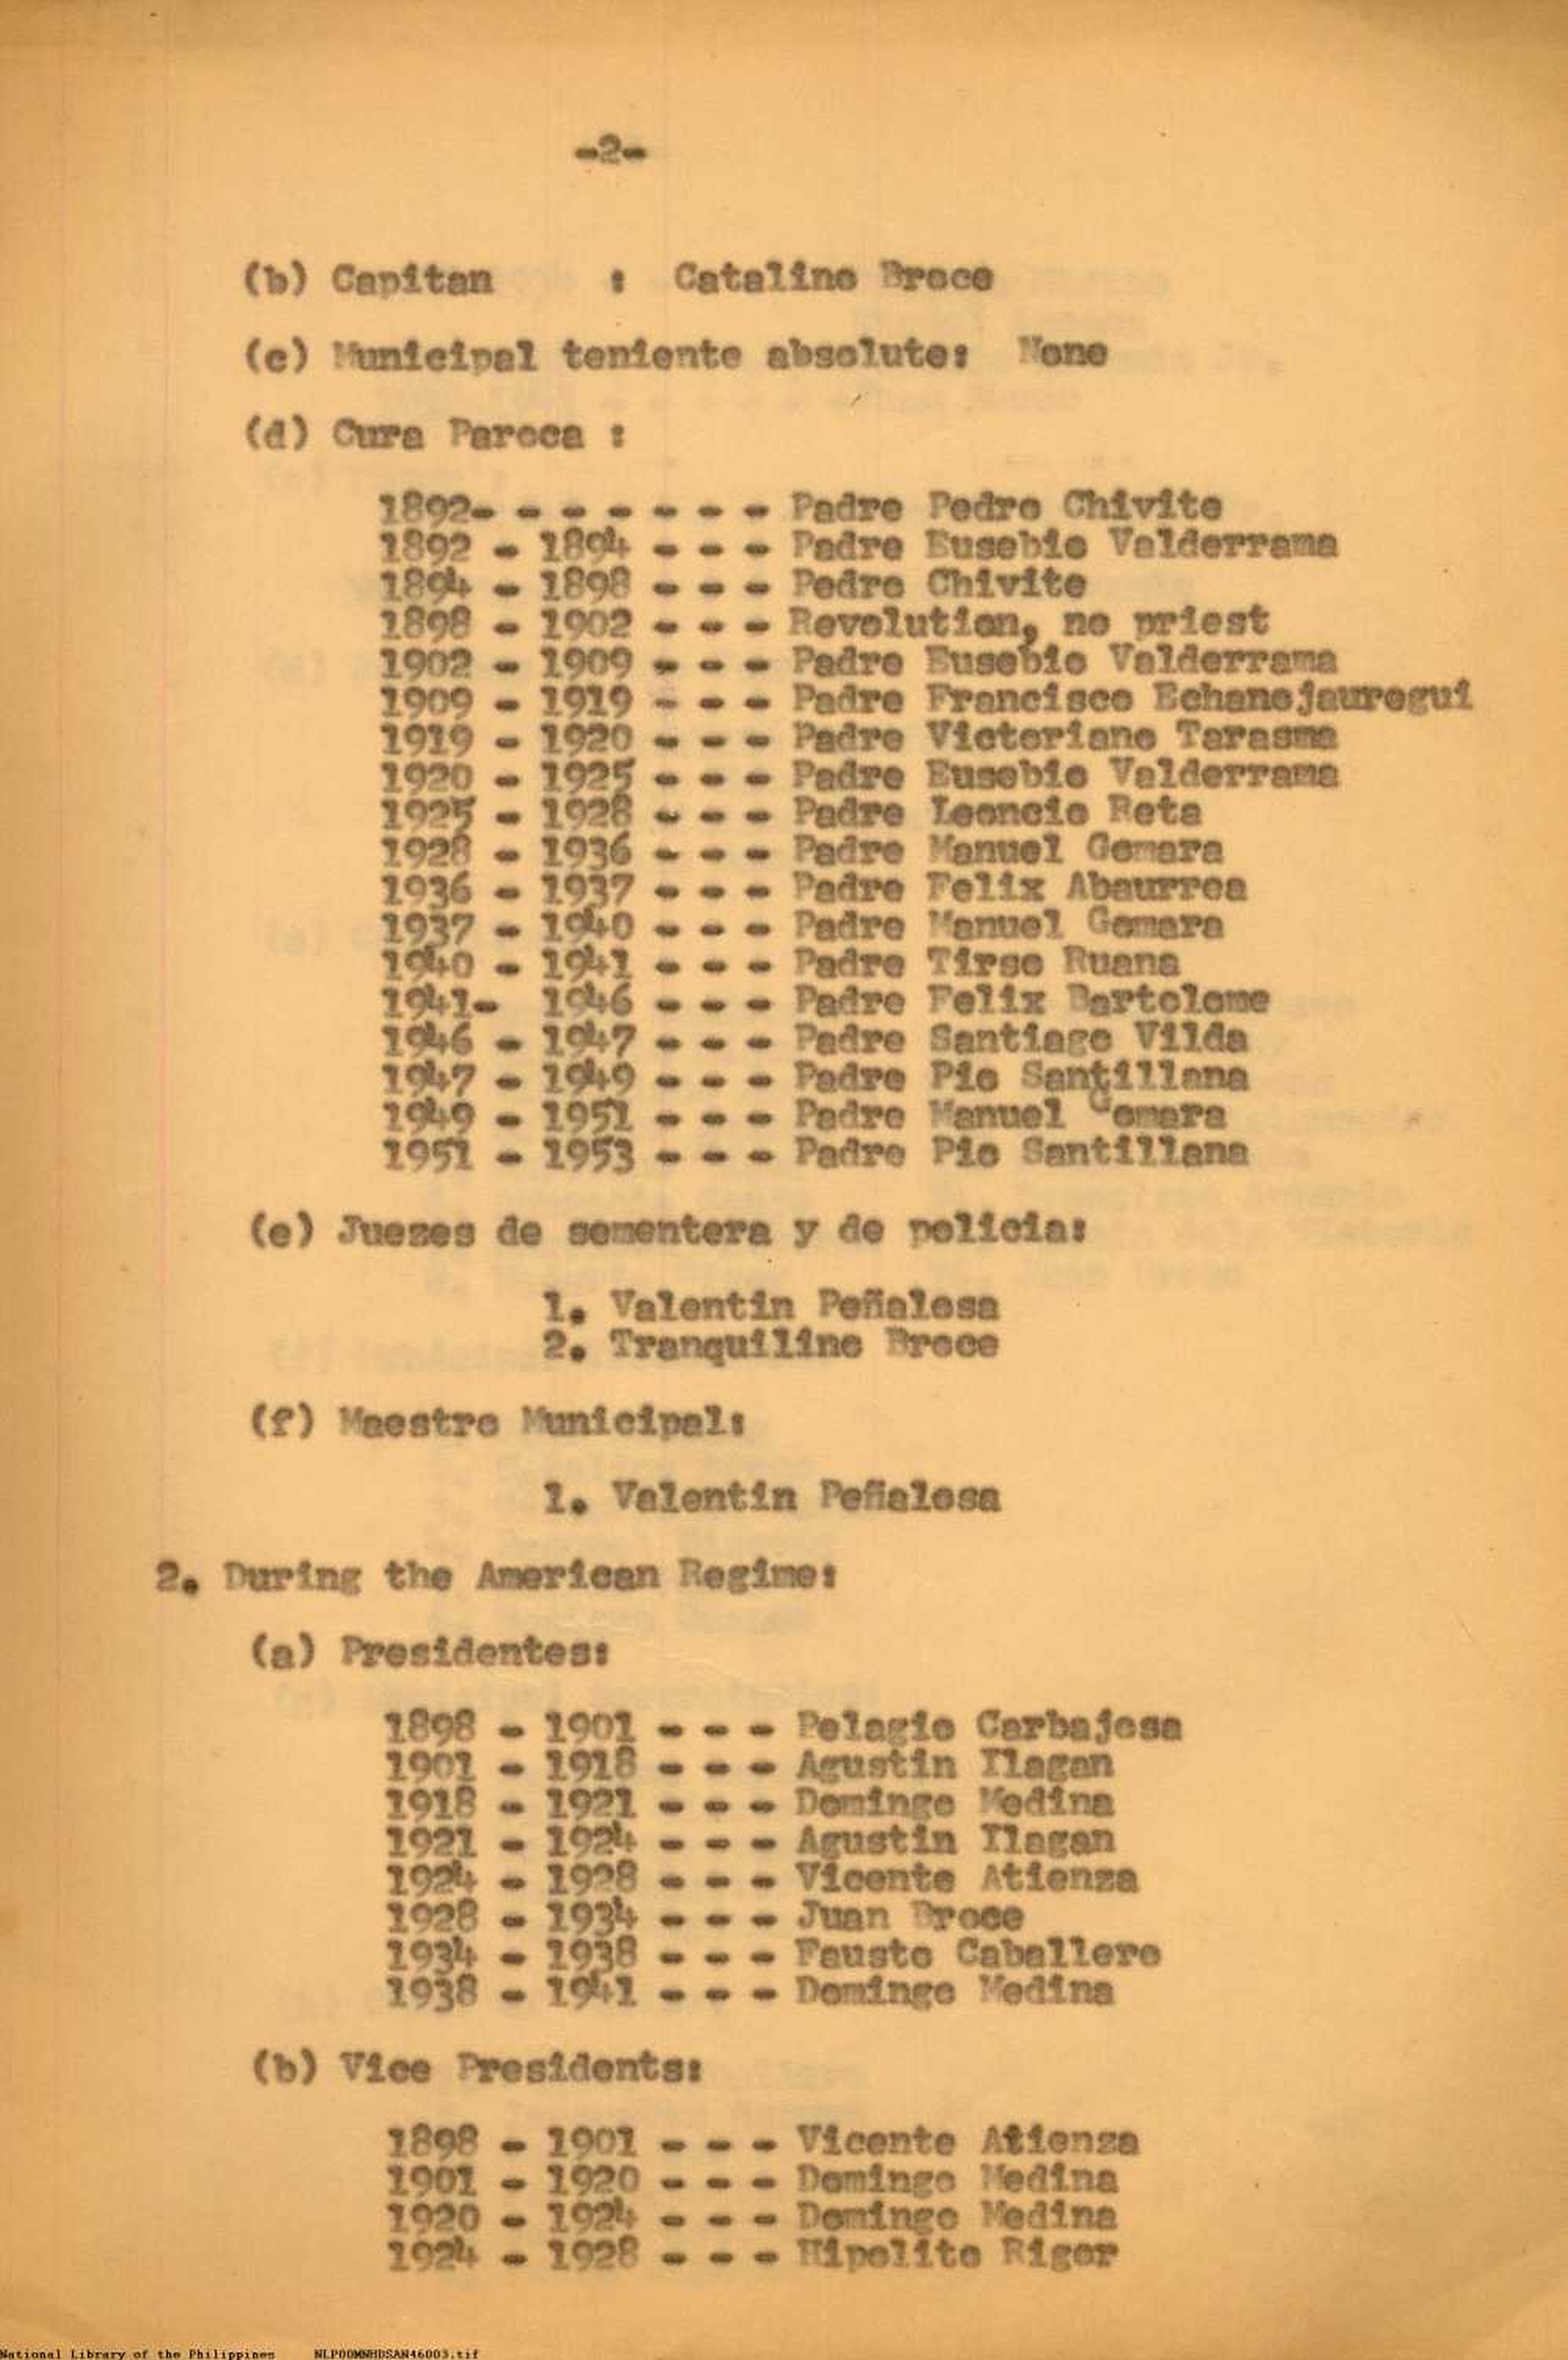 -2-
(b) Capitan : Catalino Broce
(c) Municipal teniente absolute: None
(d) Cura Paroca :
1892- - - - - - - Padre Pedro Chivite
1892 - 1894 - - - Padre Eusebio Valderrama
1894 - 1898 - - - Pedro Chivite
1898 - 1902 - - - Revolution, no priest
1902 - 1909 - - - Padre Eusebio Valderrama
1909 - 1919 - - - Padre Francisco Echanojauregui
1919 - 1920 - - - Padre Victoriano Tarasma
1920 - 1925 - - - Padre Eusobio Valderrama
1925 - 1928 - - - Padre Leoncio Reta
1928 - 1936 - - - Padre Manuel Gomara
1936 - 1937 - - - Padre Felix Abaurrea
1937 - 1940 - - - Padre Manuel Gomara
1940 - 1941 - - - Padre Tirso Ruana
1941- 1946 - - - Padre Felix Bartolome
1946 - 1947 - - - Padre Santiago Vilda
1947 - 1949 - - - Padre Pio Santillana
1949 - 1951 - - - Padre Manuel Gomara
1951 - 1953 - - - Padre Pio Santillana
(e) Juezes de sementera y de policia:
1. Valentin Peñalosa
2. Tranquilino Broce
(f) Maestro Municipal:
1. Valentin Peñalosa
2. During the American Regime:
(a) Presidentes:
1898 - 1901 - - - Pelagio Carbajosa
1901 - 1918 - - - Agustin Ilagan
1918 - 1921 - - - Domingo Medina
1921 - 1924 - - - Agustin Ilagan
1924 - 1928 - - - Vicente Atienza
1928 - 1934 - - - Juan Broce
1934 - 1938 - - - Fausto Caballero
1938 - 1941 - - - Domingo Medina
(b) Vice Presidents:
1898 - 1901 - - - Vicente Atienza
1901 - 1920 - - - Domingo Medina
1920 - 1924 - - - Domingo Medina
1924 - 1928 - - - Hipolito Rigor
National Library of the Philippines NLPOOMNHDSAN46003.tif